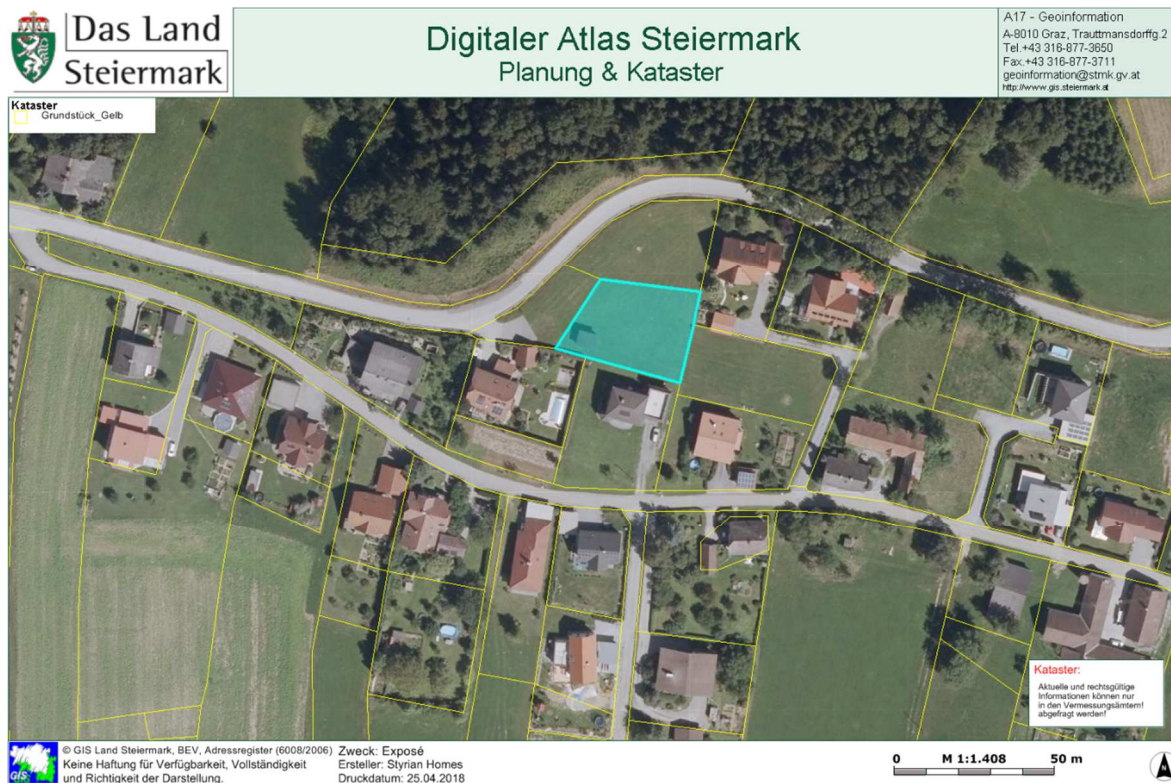 Das Land
Steiermark
Digitaler Atlas Steiermark
Planung & Kataster
A17 - Geoinformation
A-8010 Graz, Trauttmansdorffg.2
Tel.+43 316-877-3650
Fax.+43 316-877-3711
geoinformation@stmk.gv.at
http://www.gis.steiermark.at
Kataster
Grundstück_Gelb
Kataster:
Aktuelle und rechtsgültige
Informationen können nur
in den Vermessungsämtern!
abgefragt werden!
GIS
© GIS Land Steiermark, BEV, Adressregister (6008/2006)
Keine Haftung für Verfügbarkeit, Vollständigkeit
und Richtigkeit der Darstellung.
Zweck: Exposé
Ersteller: Styrian Homes
Druckdatum: 25.04.2018
0 M 1:1.408 50 m